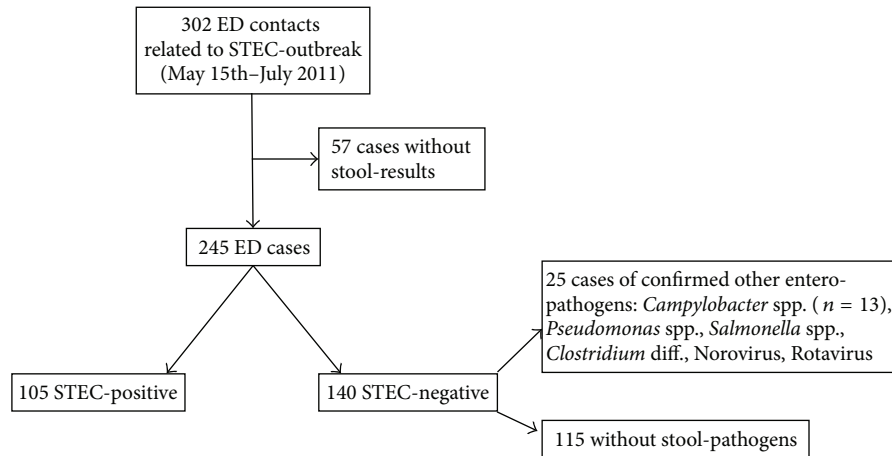 302 ED contacts
related to STEC-outbreak
(May 15th–July 2011)
57 cases without
stool-results
245 ED cases
25 cases of confirmed other entero-
pathogens: Campylobacter spp. ( n = 13),
Pseudomonas spp., Salmonella spp.,
Clostridium diff., Norovirus, Rotavirus
105 STEC-positive
140 STEC-negative
115 without stool-pathogens